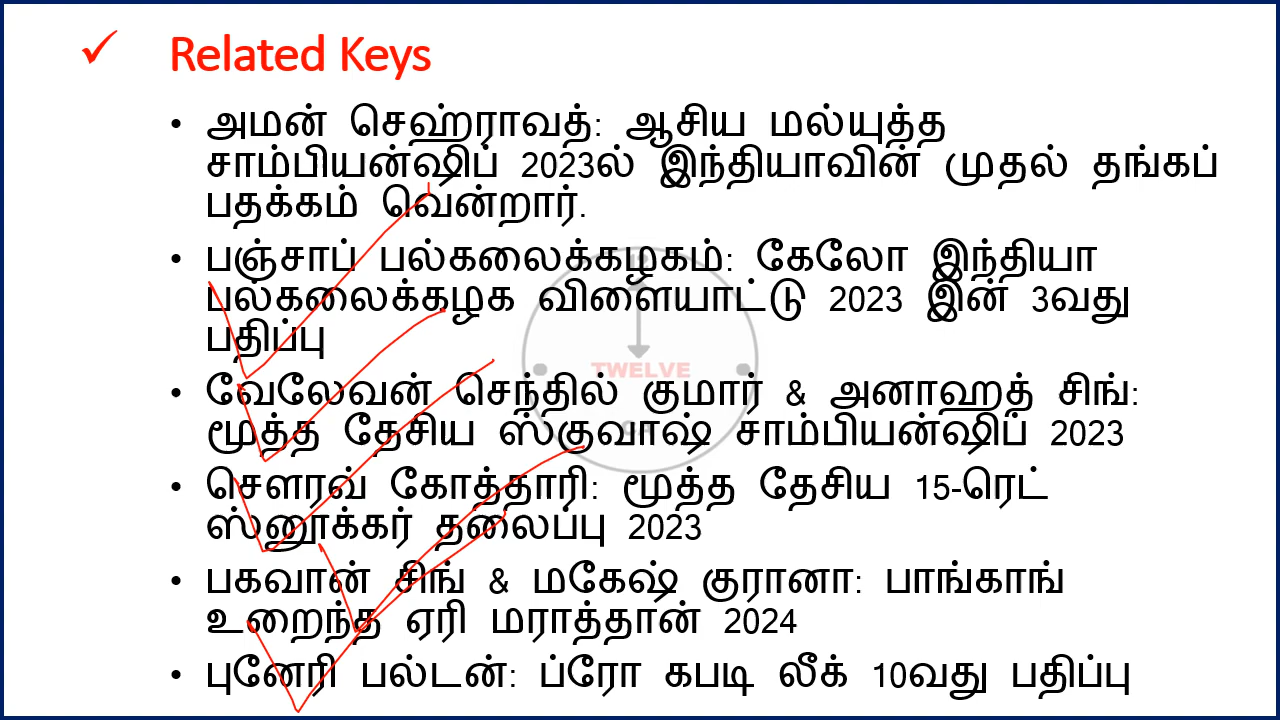 ✓ Related Keys
• அமன் செஹ்ராவத்: ஆசிய மல்யுத்த
சாம்பியன்ஷிப் 2023ல் இந்தியாவின் முதல் தங்கப்
பதக்கம் வென்றார்.
• பஞ்சாப் பல்கலைக்கழகம்: கேலோ இந்தியா
பல்கலைக்கழக விளையாட்டு 2023 இன் 3வது
பதிப்பு
TWELVE
• வேலேவன் செந்தில் குமார் & அனாஹத் சிங்:
மூத்த தேசிய ஸ்குவாஷ் சாம்பியன்ஷிப் 2023
• சௌரவ் கோத்தாரி: மூத்த தேசிய 15-ரெட்
ஸ்னூக்கர் தலைப்பு 2023
• பகவான் சிங் & மகேஷ் குரானா: பாங்காங்
உறைந்த ஏரி மராத்தான் 2024
• புனேரி பல்டன்: ப்ரோ கபடி லீக் 10வது பதிப்பு